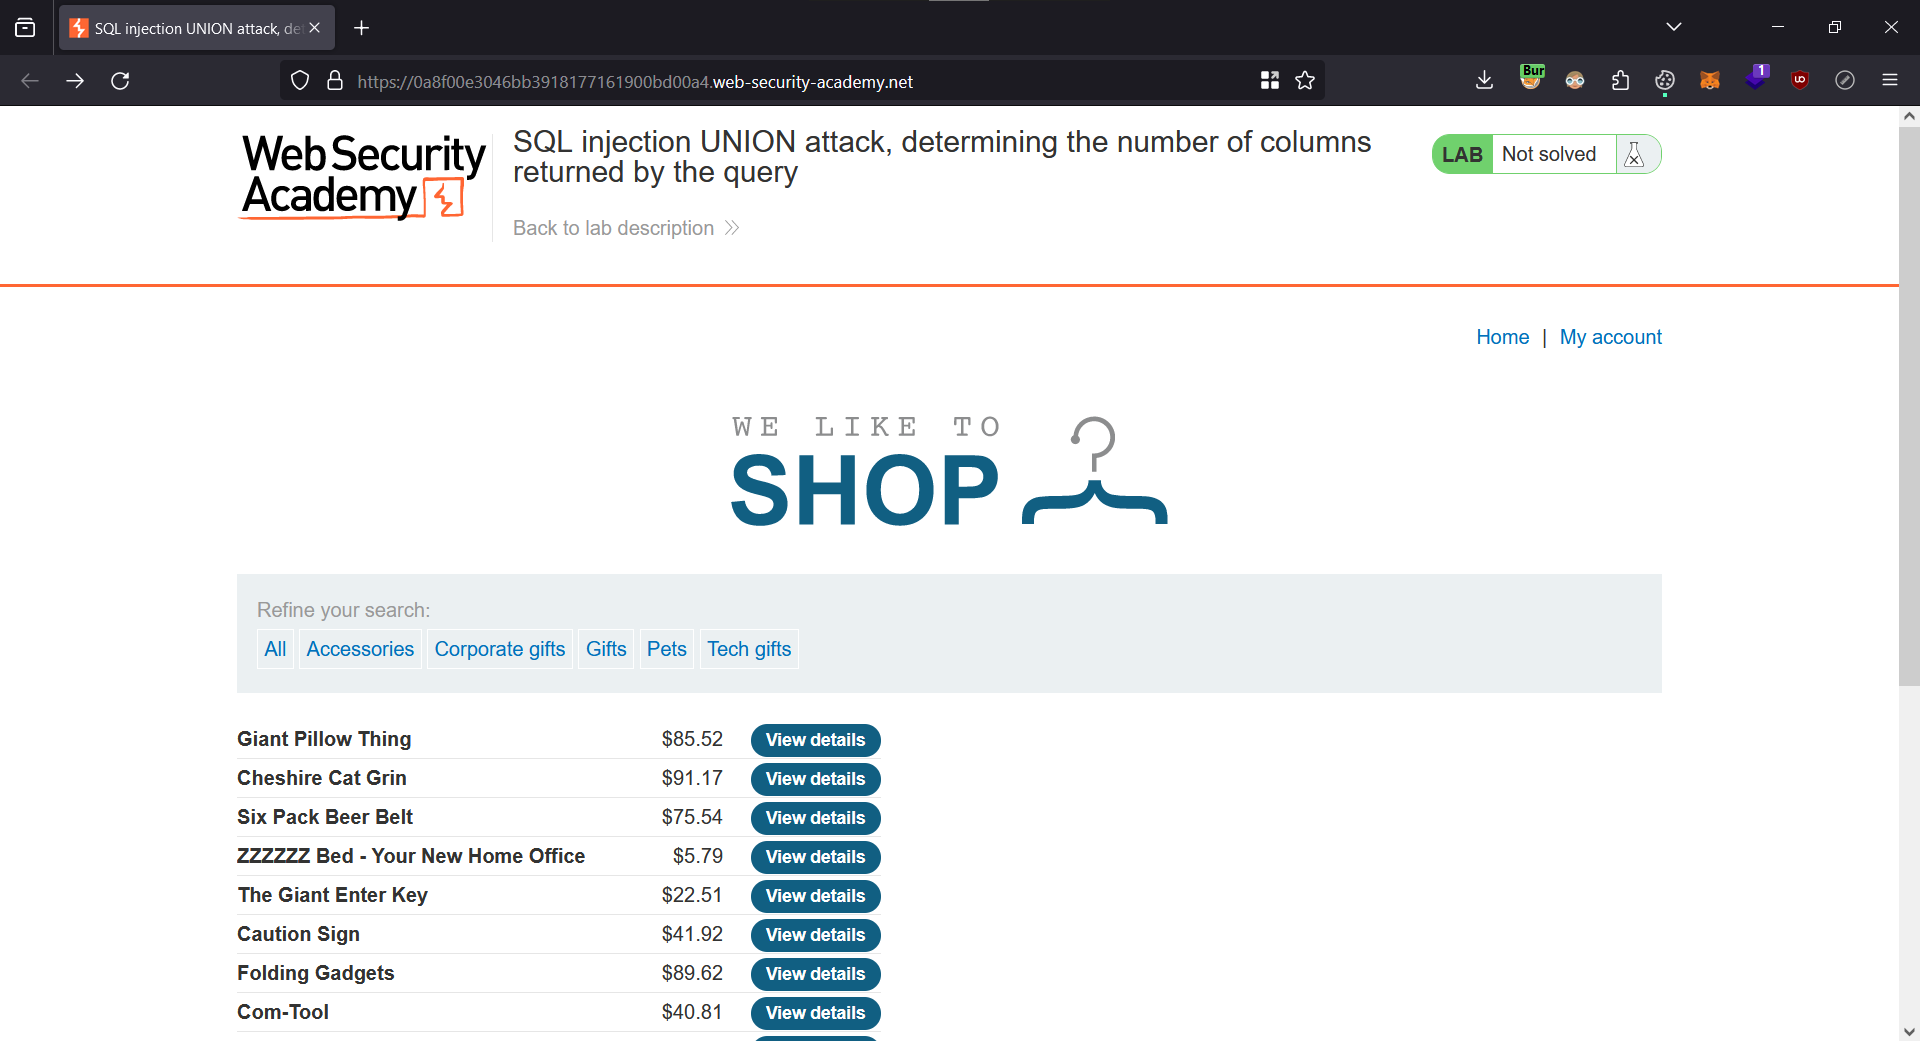 SQL injection UNION attack, de
https://0a8f00e3046bb3918177161900bd00a4.web-security-academy.net
Bur
1
Web Security
Academy
SQL injection UNION attack, determining the number of columns
returned by the query
Back to lab description
LAB Not solved
Home | My account
WE LIKE TO
SHOP
Refine your search:
All Accessories Corporate gifts Gifts Pets Tech gifts
Giant Pillow Thing $85.52 View details
Cheshire Cat Grin $91.17 View details
Six Pack Beer Belt $75.54 View details
ZZZZZZ Bed - Your New Home Office $5.79 View details
The Giant Enter Key $22.51 View details
Caution Sign $41.92 View details
Folding Gadgets $89.62 View details
Com-Tool $40.81 View details